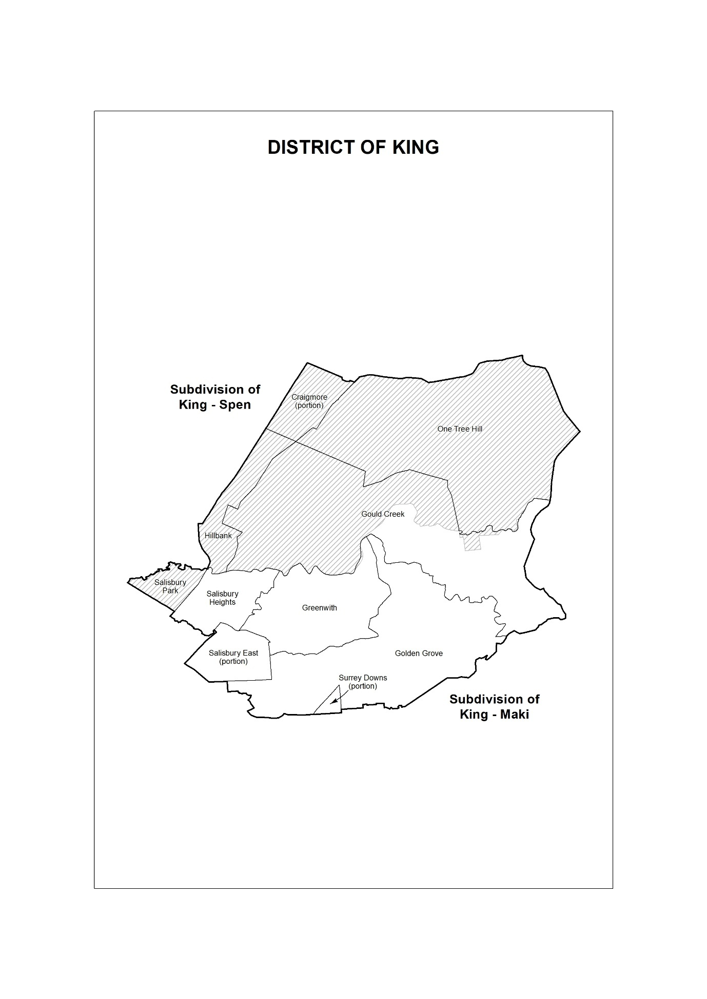 DISTRICT OF KING
Subdivision of
King - Spen
Craigmore
(portion)
One Tree Hill
Gould Creek
Hillbank
Salisbury
Park
Salisbury
Heights
Greenwith
Salisbury East
(portion)
Golden Grove
Surrey Downs
(portion)
Subdivision of
King - Maki